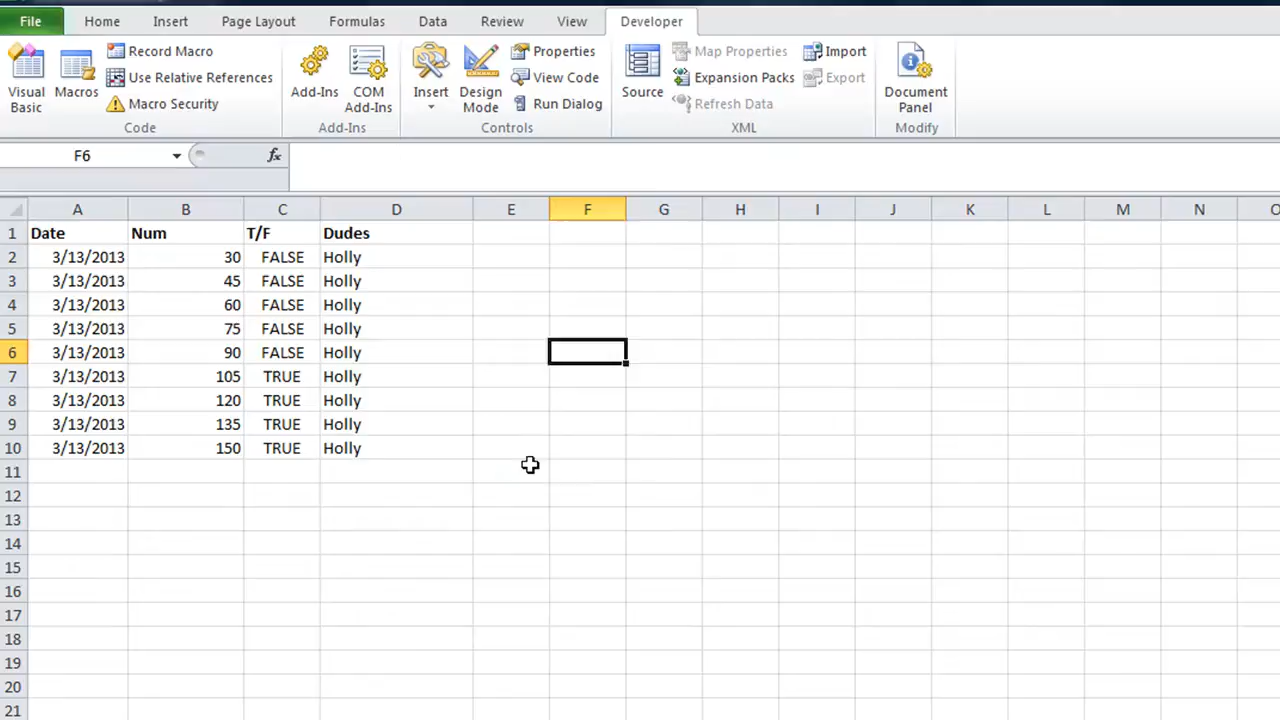 File Home Insert Page Layout Formulas Data Review View Developer
Visual Basic
Macros
Record Macro
Use Relative References
Macro Security
Code
Add-Ins
COM Add-Ins
Add-Ins
Insert
Design Mode
Properties
View Code
Run Dialog
Controls
Source
Map Properties
Expansion Packs
Refresh Data
Import
Export
XML
Document Panel
Modify
F6 fx
A B C D E F G H I J K L M N O
1 Date Num T/F Dudes
2 3/13/2013 30 FALSE Holly
3 3/13/2013 45 FALSE Holly
4 3/13/2013 60 FALSE Holly
5 3/13/2013 75 FALSE Holly
6 3/13/2013 90 FALSE Holly
7 3/13/2013 105 TRUE Holly
8 3/13/2013 120 TRUE Holly
9 3/13/2013 135 TRUE Holly
10 3/13/2013 150 TRUE Holly
11
12
13
14
15
16
17
18
19
20
21